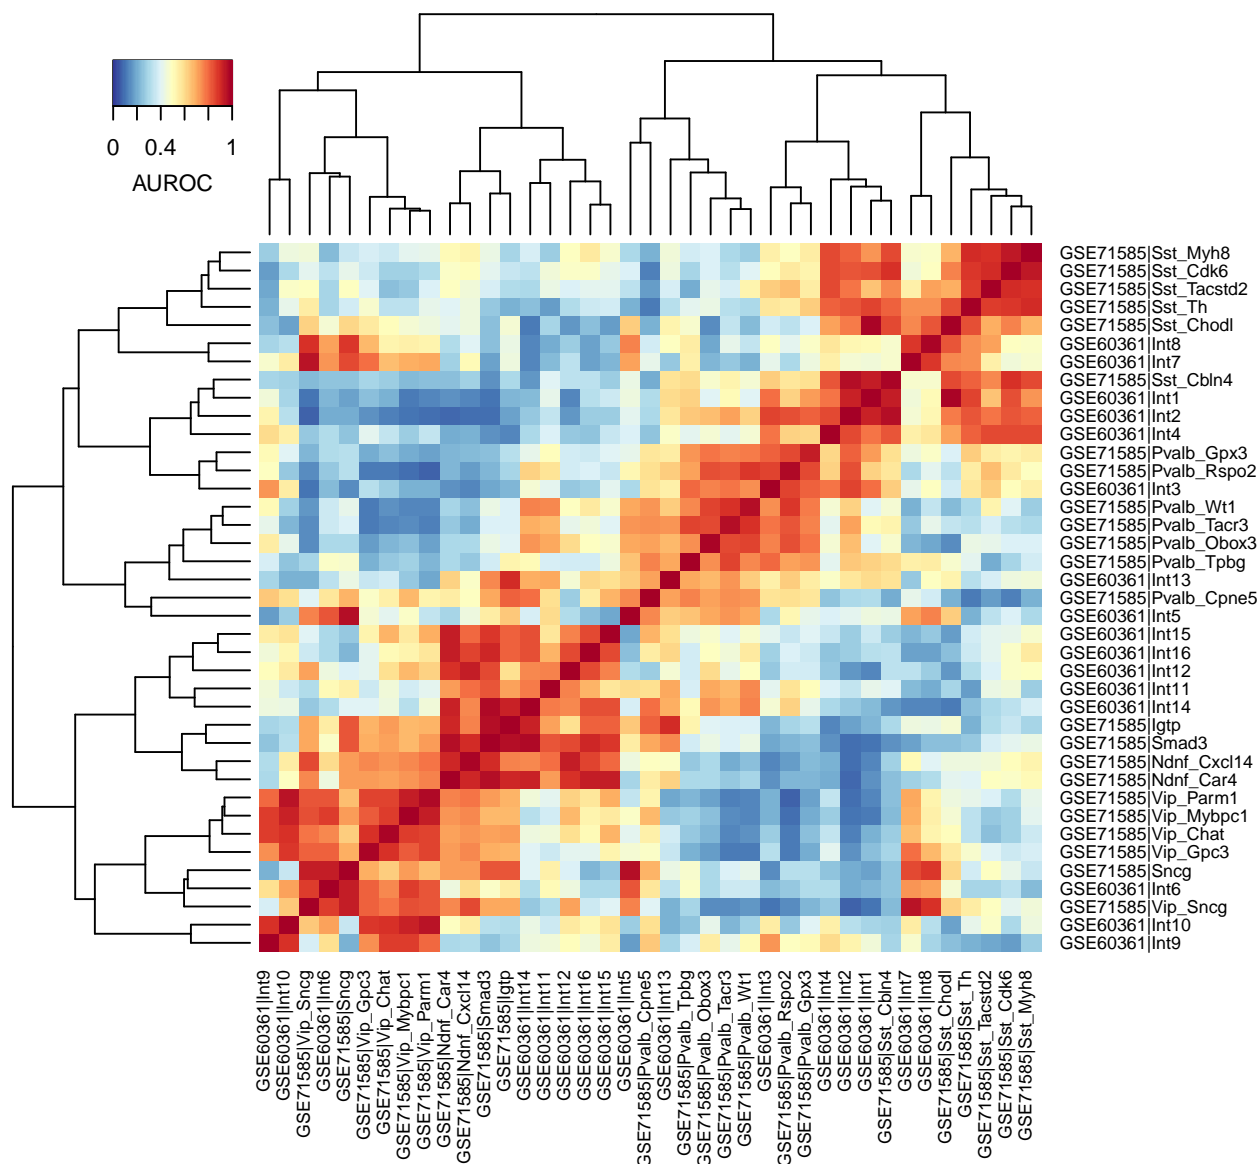 0 0.4 1
AUROC
GSE71585|Sst_Myh8
GSE71585|Sst_Cdk6
GSE71585|Sst_Tacstd2
GSE71585|Sst_Th
GSE71585|Sst_Chodl
GSE60361|Int8
GSE60361|Int7
GSE71585|Sst_Cbln4
GSE60361|Int1
GSE60361|Int2
GSE60361|Int4
GSE71585|Pvalb_Gpx3
GSE71585|Pvalb_Rspo2
GSE60361|Int3
GSE71585|Pvalb_Wt1
GSE71585|Pvalb_Tacr3
GSE71585|Pvalb_Obox3
GSE71585|Pvalb_Tpbg
GSE60361|Int13
GSE71585|Pvalb_Cpne5
GSE60361|Int5
GSE60361|Int15
GSE60361|Int16
GSE60361|Int12
GSE60361|Int11
GSE60361|Int14
GSE71585|Igtp
GSE71585|Smad3
GSE71585|Ndnf_Cxcl14
GSE71585|Ndnf_Car4
GSE71585|Vip_Parm1
GSE71585|Vip_Mybpc1
GSE71585|Vip_Chat
GSE71585|Vip_Gpc3
GSE71585|Sncg
GSE60361|Int6
GSE71585|Vip_Sncg
GSE60361|Int10
GSE60361|Int9
GSE60361|Int9
GSE60361|Int10
GSE71585|Vip_Sncg
GSE60361|Int6
GSE71585|Sncg
GSE71585|Vip_Gpc3
GSE71585|Vip_Chat
GSE71585|Vip_Mybpc1
GSE71585|Vip_Parm1
GSE71585|Ndnf_Car4
GSE71585|Ndnf_Cxcl14
GSE71585|Smad3
GSE71585|Igtp
GSE60361|Int14
GSE60361|Int11
GSE60361|Int12
GSE60361|Int16
GSE60361|Int15
GSE60361|Int5
GSE71585|Pvalb_Cpne5
GSE60361|Int13
GSE71585|Pvalb_Tpbg
GSE71585|Pvalb_Obox3
GSE71585|Pvalb_Tacr3
GSE71585|Pvalb_Wt1
GSE60361|Int3
GSE71585|Pvalb_Rspo2
GSE71585|Pvalb_Gpx3
GSE60361|Int4
GSE60361|Int2
GSE60361|Int1
GSE71585|Sst_Cbln4
GSE60361|Int7
GSE60361|Int8
GSE71585|Sst_Chodl
GSE71585|Sst_Th
GSE71585|Sst_Tacstd2
GSE71585|Sst_Cdk6
GSE71585|Sst_Myh8